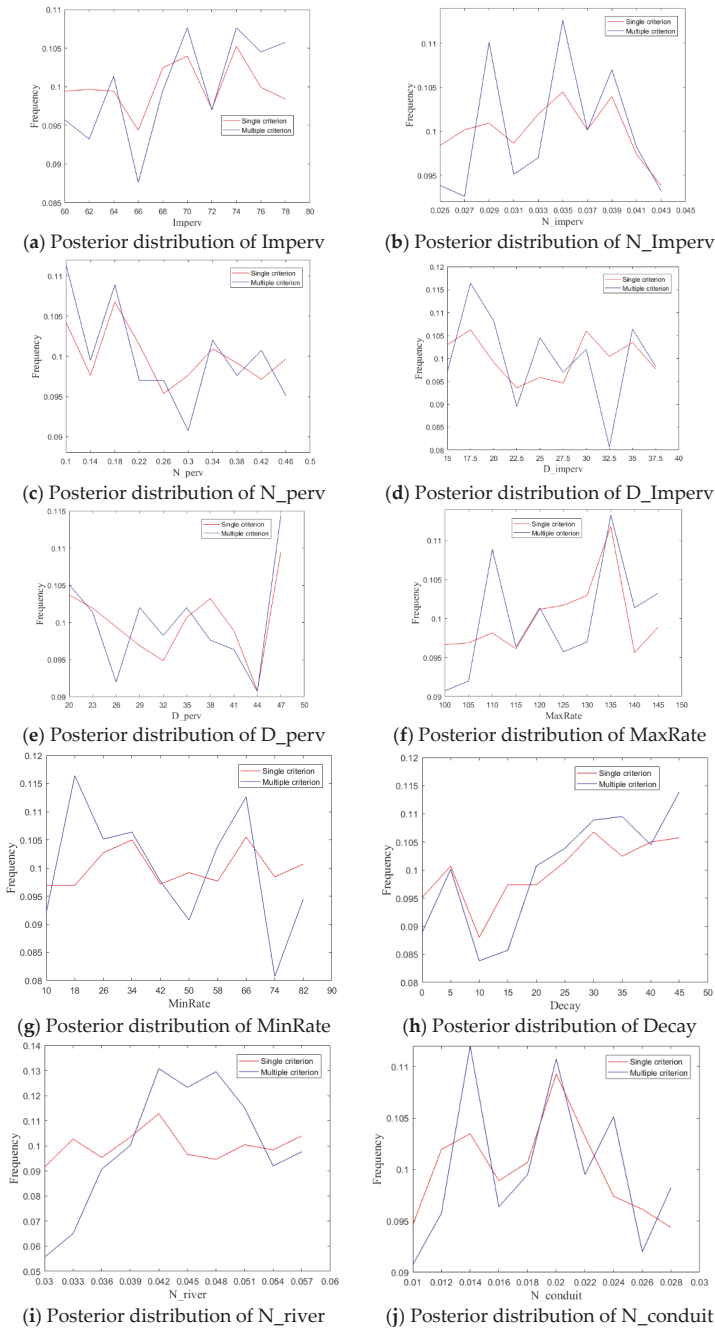 0.11
0.105
0.1
0.095
0.09
0.085
Frequency
Single criterion
Multiple criterion
60 62 64 66 68 70 72 74 76 78 80
Imperv
(a) Posterior distribution of Imperv
0.11
0.105
0.1
0.095
Frequency
Single criterion
Multiple criterion
0.025 0.027 0.029 0.031 0.033 0.035 0.037 0.039 0.041 0.043 0.045
N_imperv
(b) Posterior distribution of N_Imperv
0.11
0.105
0.1
0.095
0.09
Frequency
Single criterion
Multiple criterion
0.1 0.14 0.18 0.22 0.26 0.3 0.34 0.38 0.42 0.46 0.5
N_perv
(c) Posterior distribution of N_perv
0.12
0.115
0.11
0.105
0.1
0.095
0.09
0.085
0.08
Frequency
Single criterion
Multiple criterion
15 17.5 20 22.5 25 27.5 30 32.5 35 37.5 40
D_imperv
(d) Posterior distribution of D_Imperv
0.115
0.11
0.105
0.1
0.095
0.09
Frequency
Single criterion
Multiple criterion
20 23 26 29 32 35 38 41 44 47 50
D_perv
(e) Posterior distribution of D_perv
0.11
0.105
0.1
0.095
0.09
Frequency
Single criterion
Multiple criterion
100 105 110 115 120 125 130 135 140 145 150
MaxRate
(f) Posterior distribution of MaxRate
0.12
0.115
0.11
0.105
0.1
0.095
0.09
0.085
0.08
Frequency
Single criterion
Multiple criterion
10 18 26 34 42 50 58 66 74 82 90
MinRate
(g) Posterior distribution of MinRate
0.12
0.115
0.11
0.105
0.1
0.095
0.09
0.085
0.08
Frequency
Single criterion
Multiple criterion
0 5 10 15 20 25 30 35 40 45 50
Decay
(h) Posterior distribution of Decay
0.14
0.13
0.12
0.11
0.1
0.09
0.08
0.07
0.06
0.05
Frequency
Single criterion
Multiple criterion
0.03 0.033 0.036 0.039 0.042 0.045 0.048 0.051 0.054 0.057 0.06
N_river
(i) Posterior distribution of N_river
0.11
0.105
0.1
0.095
0.09
Frequency
Single criterion
Multiple criterion
0.01 0.012 0.014 0.016 0.018 0.02 0.022 0.024 0.026 0.028 0.03
N_conduit
(j) Posterior distribution of N_conduit